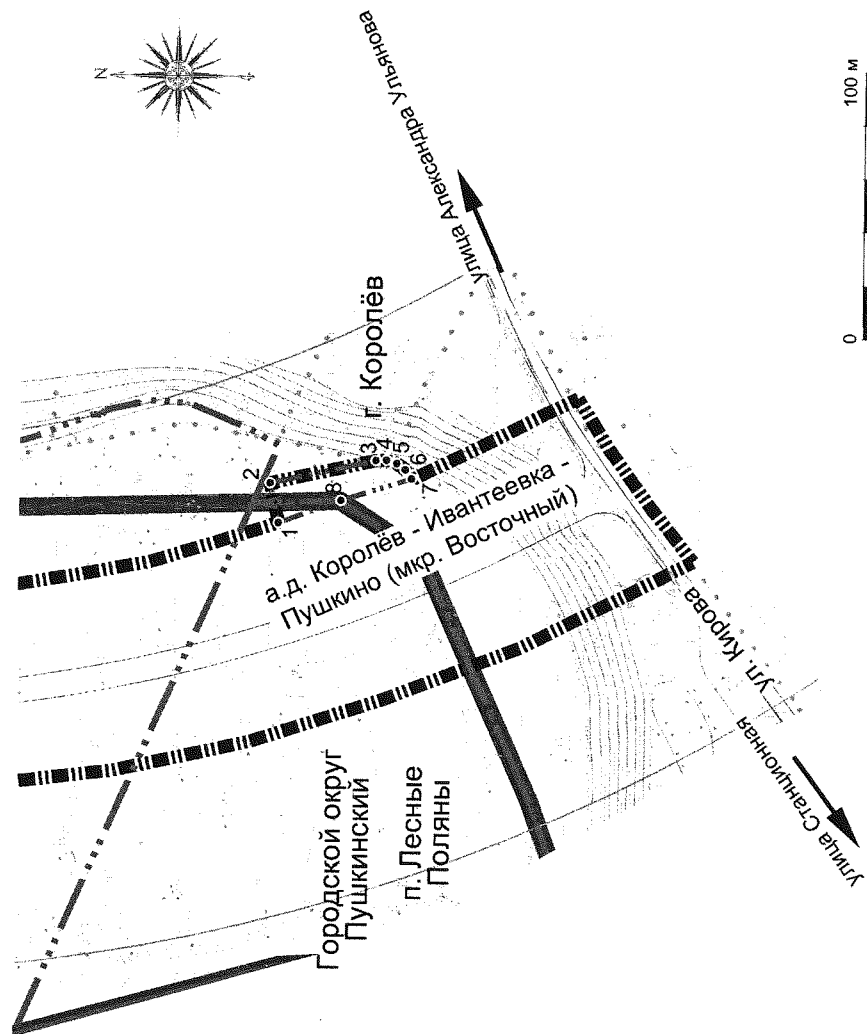 N
улица Александра Ульянова
г. Королёв
1
2
3
4
5
6
7
8
а.д. Королёв - Ивантеевка -
Пушкино (мкр. Восточный)
Городской округ
Пушкинский
п. Лесные
Поляны
ул. Кирова
улица Станционная
0
100 м